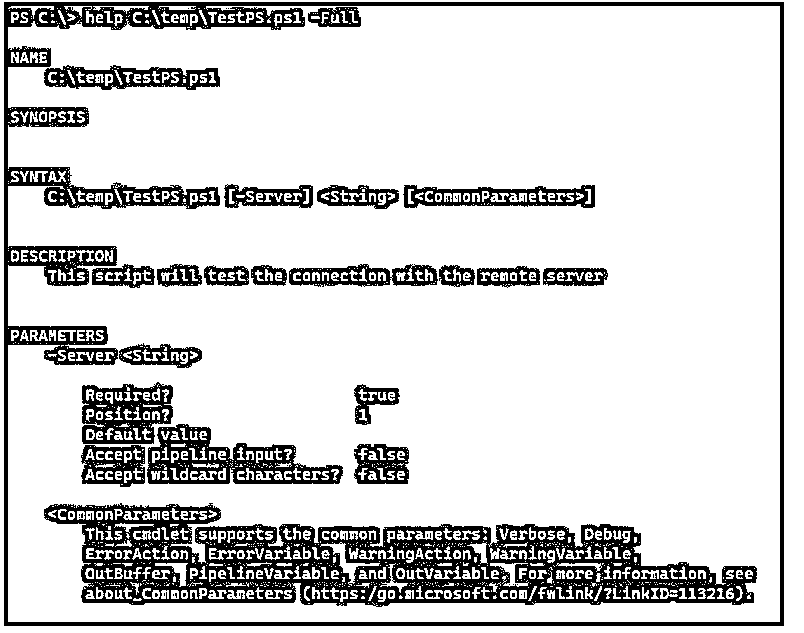 PS C:\> help C:\temp\TestPS.ps1 -Full
NAME
C:\temp\TestPS.ps1
SYNOPSIS
SYNTAX
C:\temp\TestPS.ps1 [-Server] <String> [<CommonParameters>]
DESCRIPTION
This script will test the connection with the remote server
PARAMETERS
-Server <String>
Required? true
Position? 1
Default value
Accept pipeline input? false
Accept wildcard characters? false
<CommonParameters>
This cmdlet supports the common parameters: Verbose, Debug,
ErrorAction, ErrorVariable, WarningAction, WarningVariable,
OutBuffer, PipelineVariable, and OutVariable. For more information, see
about_CommonParameters (https:/go.microsoft.com/fwlink/?LinkID=113216).